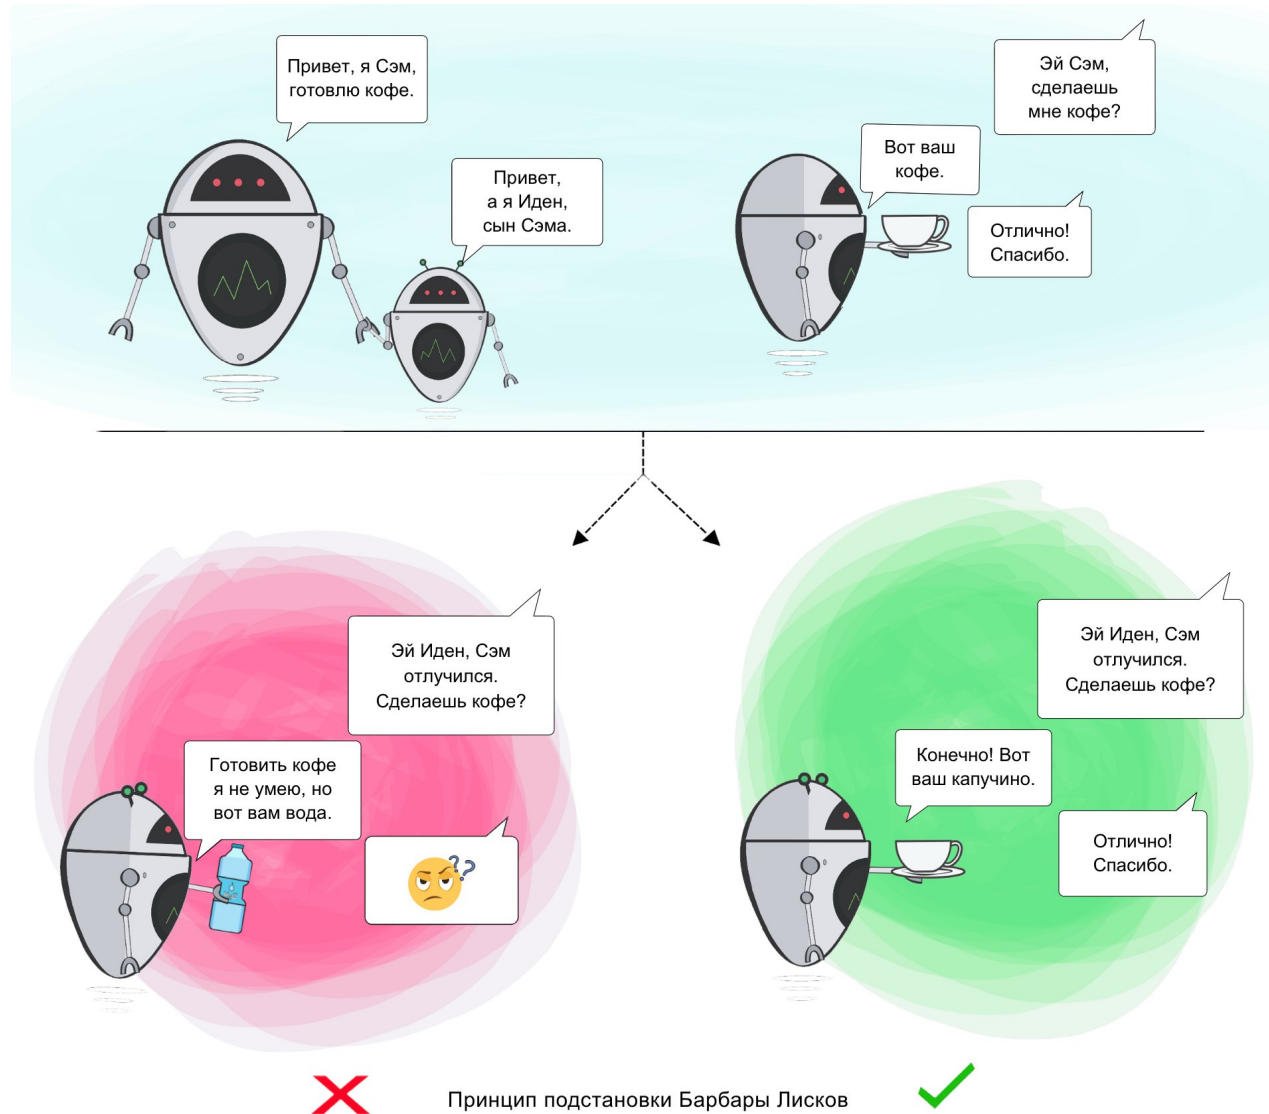 Привет, я Сэм,
готовлю кофе.
Привет,
а я Иден,
сын Сэма.
Эй Сэм,
сделаешь
мне кофе?
Вот ваш
кофе.
Отлично!
Спасибо.
Эй Иден, Сэм
отлучился.
Сделаешь кофе?
Готовить кофе
я не умею, но
вот вам вода.
??
Эй Иден, Сэм
отлучился.
Сделаешь кофе?
Конечно! Вот
ваш капучино.
Отлично!
Спасибо.
Принцип подстановки Барбары Лисков